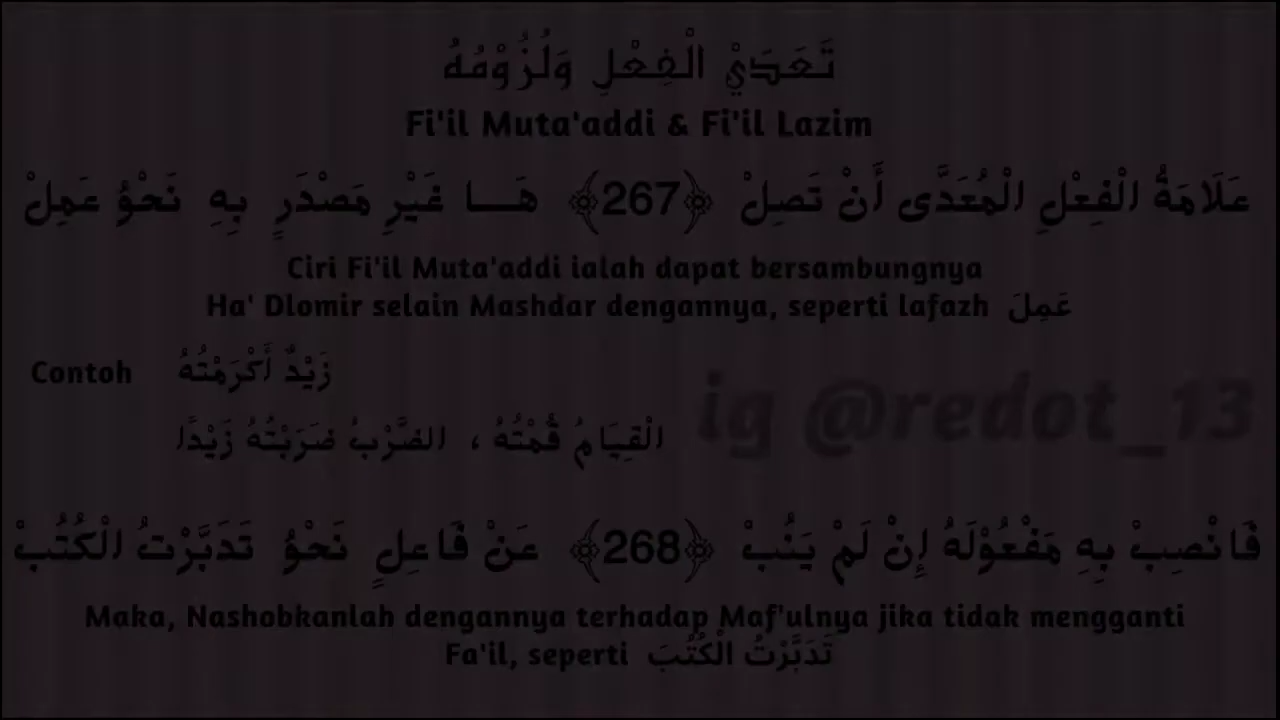 تَعَدِّيْ الْفِعْلِ وَلُزُوْمُهُ
Fi'il Muta'addi & Fi'il Lazim
عَلَامَةُ الْفِعْلِ الْمُعَدَّى أَنْ تَصِلْ ﴿267﴾ هَـــا غَيْرِ مَصْدَرٍ بِهِ نَحْوُ عَمِلْ
Ciri Fi'il Muta'addi ialah dapat bersambungnya
Ha' Dlomir selain Mashdar dengannya, seperti lafazh عَمِلَ
Contoh زَيْدٌ أَكْرَمْتُهُ
ig @redot_13
الْقِيَامُ قُمْتُهُ ، الضَّرْبُ ضَرَبْتُهُ زَيْدًا
فَانْصِبْ بِهِ مَفْعُوْلَهُ إِنْ لَمْ يَنُبْ ﴿268﴾ عَنْ فَاعِلٍ نَحْوُ تَدَبَّرْتُ الْكُتُبْ
Maka, Nashobkanlah dengannya terhadap Maf'ulnya jika tidak mengganti
Fa'il, seperti تَدَبَّرْتُ الْكُتُبَ